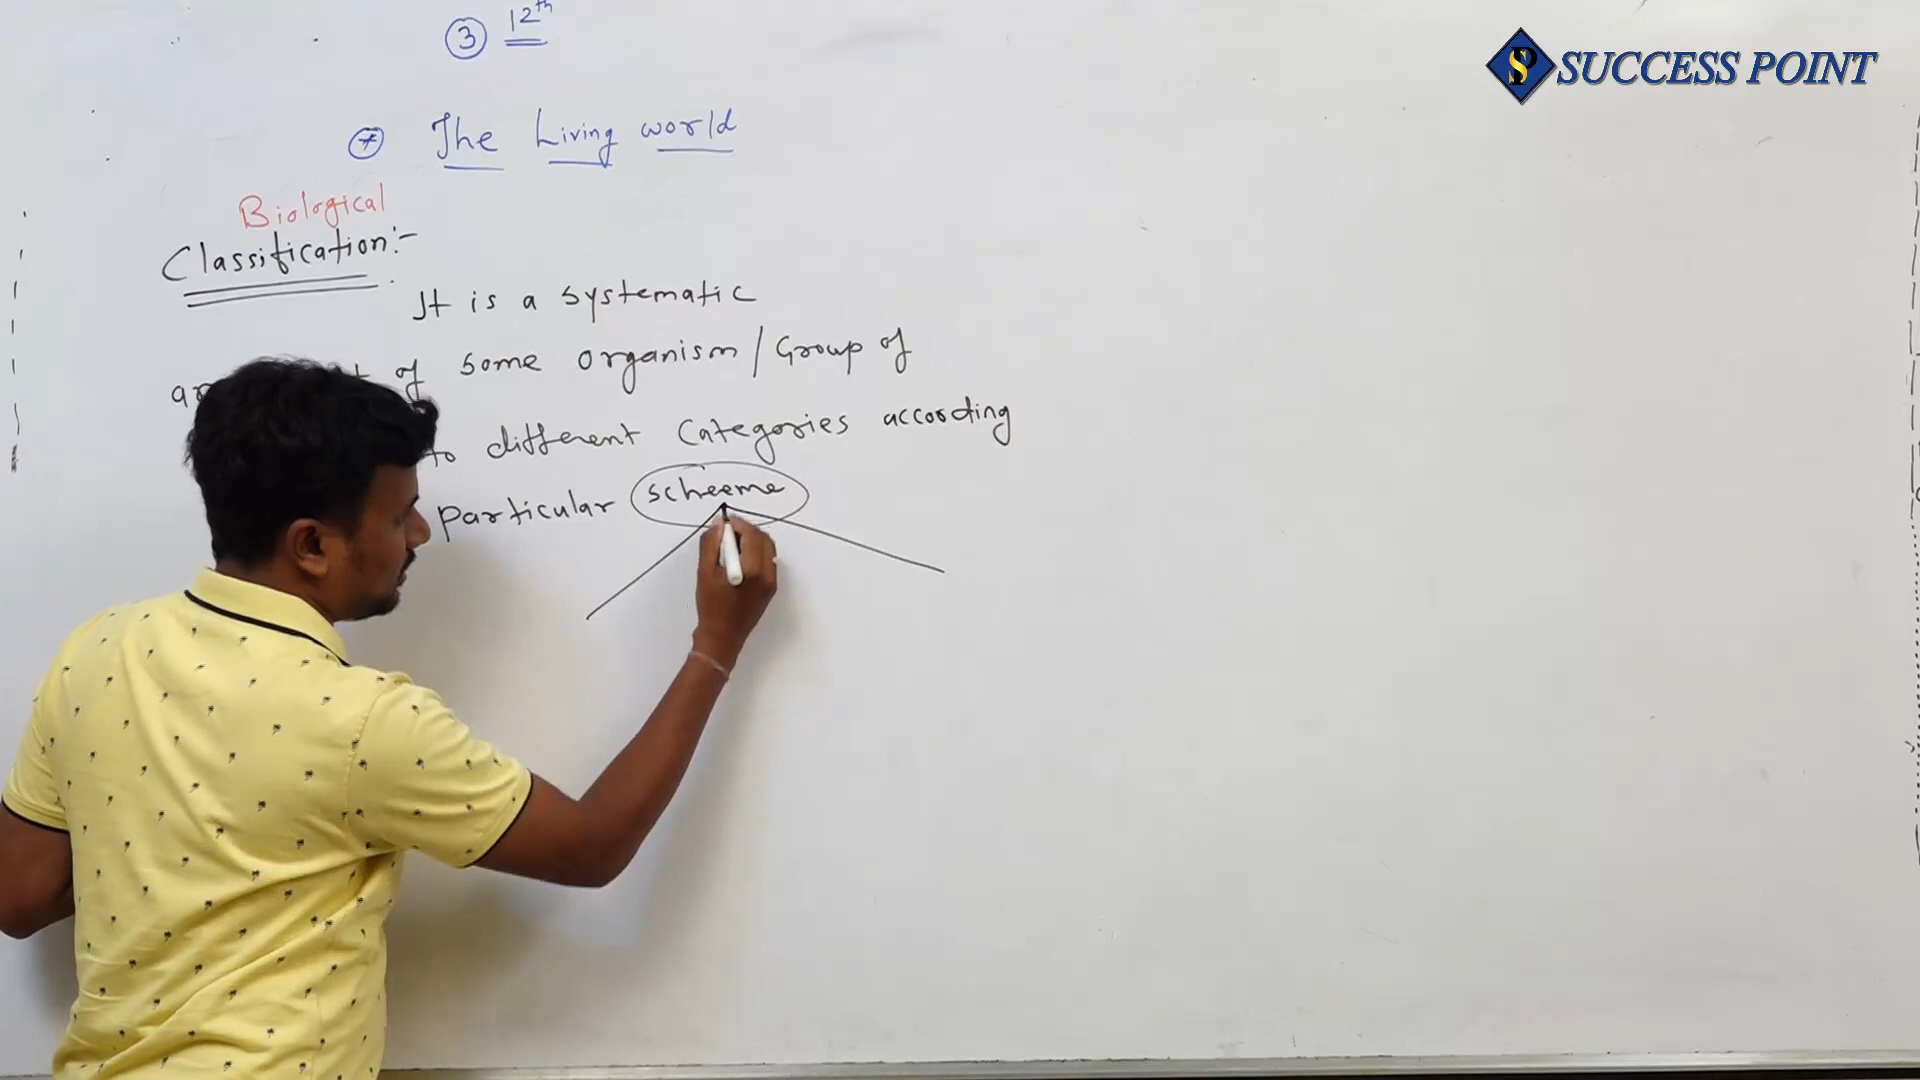 3 12th
SUCCESS POINT
* The Living world
Biological
Classification:-
It is a systematic
of some organism / Group of
to different Categories according
particular scheeme